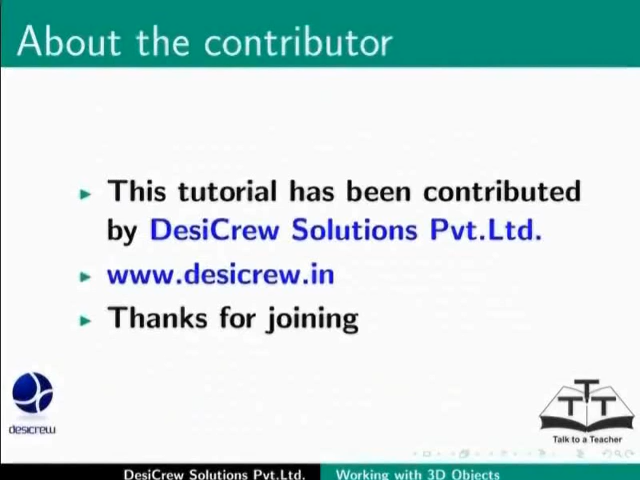 About the contributor
This tutorial has been contributed
by DesiCrew Solutions Pvt.Ltd.
www.desicrew.in
Thanks for joining
desicrew
TTT
Talk to a Teacher
DesiCrew Solutions Pvt.Ltd. Working with 3D Objects